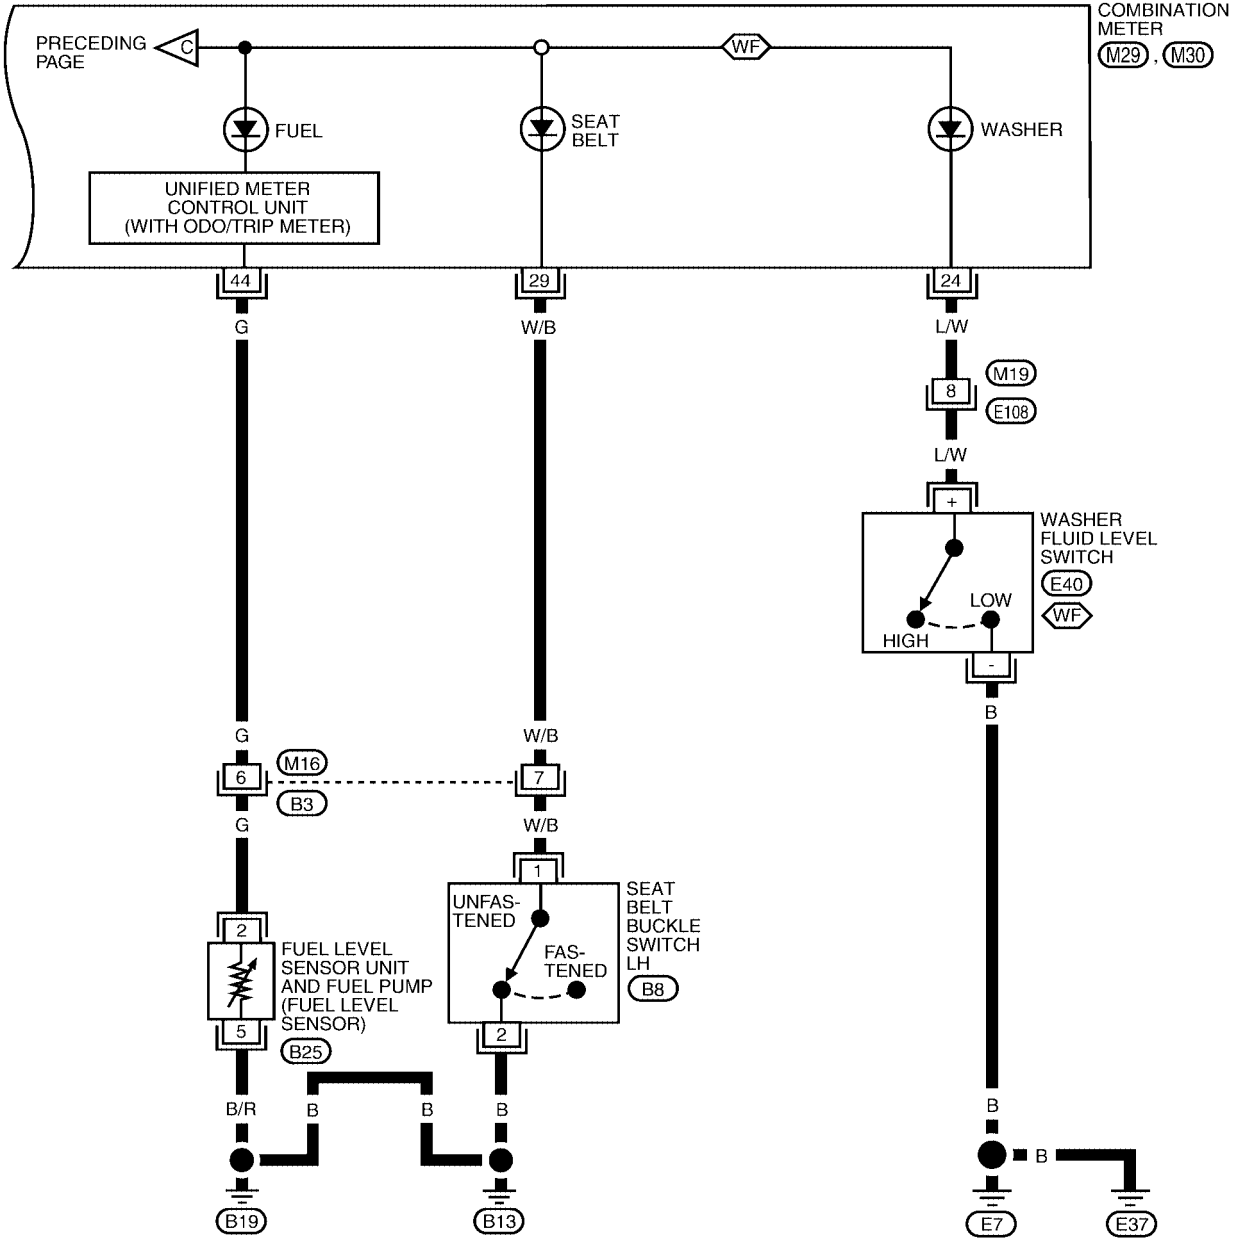 COMBINATION
METER
M29 , M30
PRECEDING
PAGE
C
WF
FUEL
SEAT
BELT
WASHER
UNIFIED METER
CONTROL UNIT
(WITH ODO/TRIP METER)
44
29
24
G
W/B
L/W
8
M19
E108
L/W
+
WASHER
FLUID LEVEL
SWITCH
E40
WF
LOW
HIGH
-
B
G
W/B
6
M16
B3
7
G
W/B
2
1
UNFAS-
TENED
FAS-
TENED
SEAT
BELT
BUCKLE
SWITCH
LH
B8
FUEL LEVEL
SENSOR UNIT
AND FUEL PUMP
(FUEL LEVEL
SENSOR)
B25
5
2
B/R
B
B
B
B
B
B19
B13
E7
E37